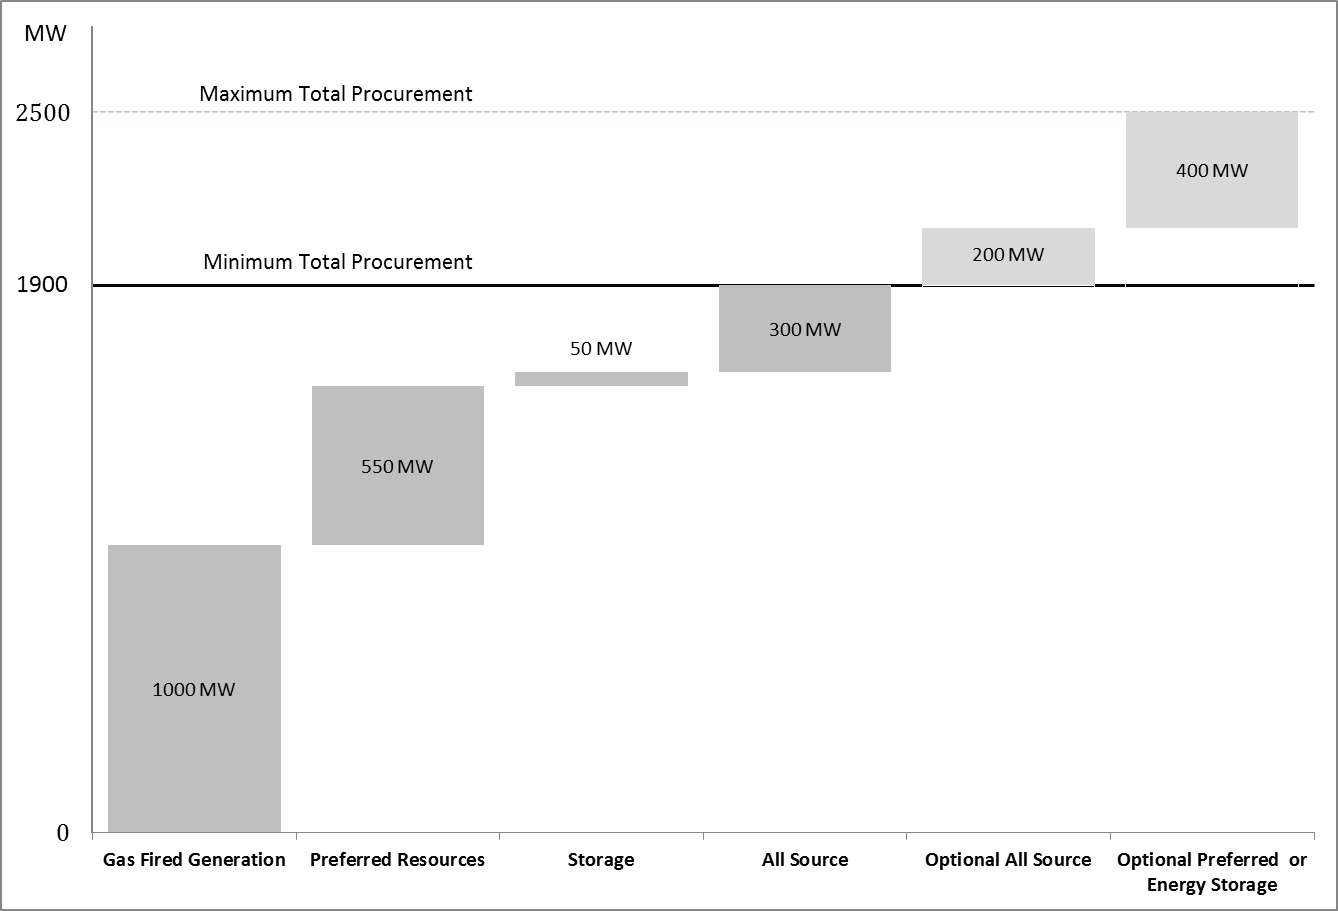 MW
Maximum Total Procurement
2500
400 MW
200 MW
Minimum Total Procurement
1900
300 MW
50 MW
550 MW
1000 MW
0
Gas Fired Generation
Preferred Resources
Storage
All Source
Optional All Source
Optional Preferred or
Energy Storage